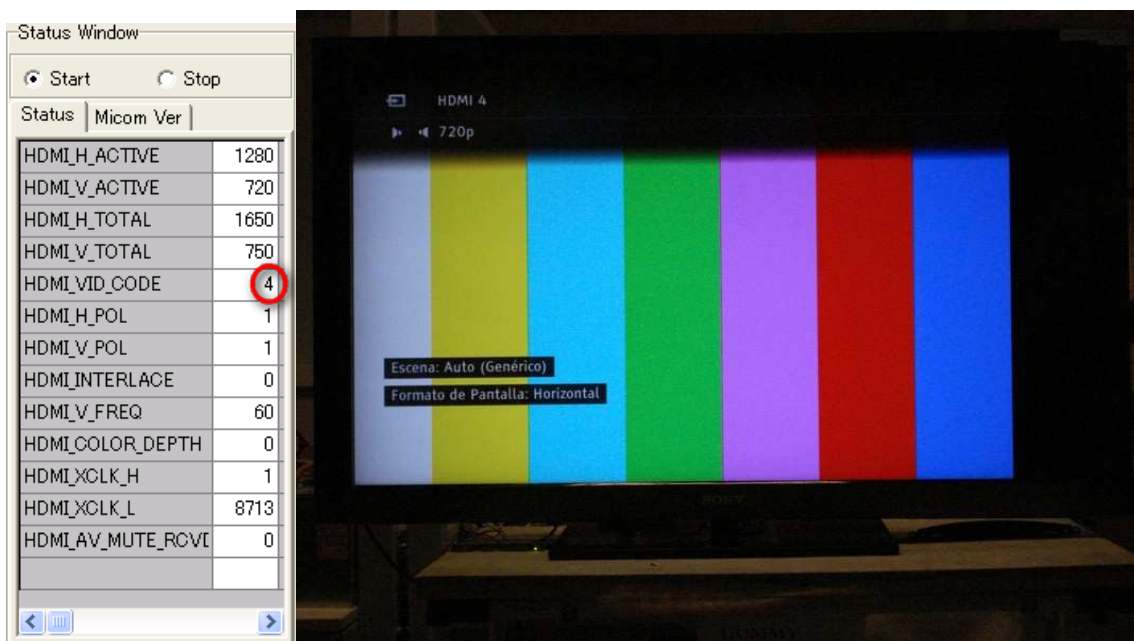 Status Window
Start Stop
Status Micom Ver
HDMI_H_ACTIVE 1280
HDMI_V_ACTIVE 720
HDMI_H_TOTAL 1650
HDMI_V_TOTAL 750
HDMI_VID_CODE 4
HDMI_H_POL 1
HDMI_V_POL 1
HDMI_INTERLACE 0
HDMI_V_FREQ 60
HDMI_COLOR_DEPTH 0
HDMI_XCLK_H 1
HDMI_XCLK_L 8713
HDMI_AV_MUTE_RCVD 0
HDMI 4
720p
Escena: Auto (Genérico)
Formato de Pantalla: Horizontal
SONY